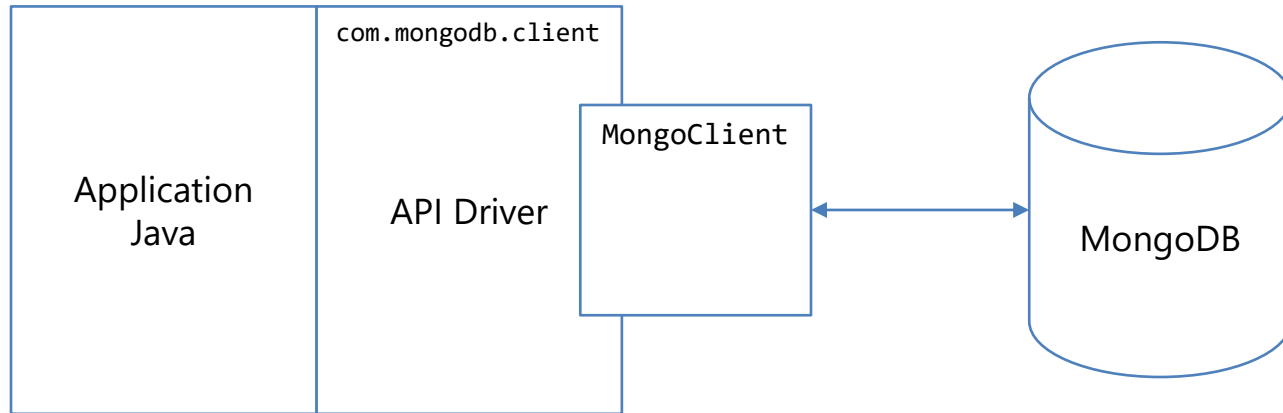 com.mongodb.client
MongoClient
Application
Java
API Driver
MongoDB